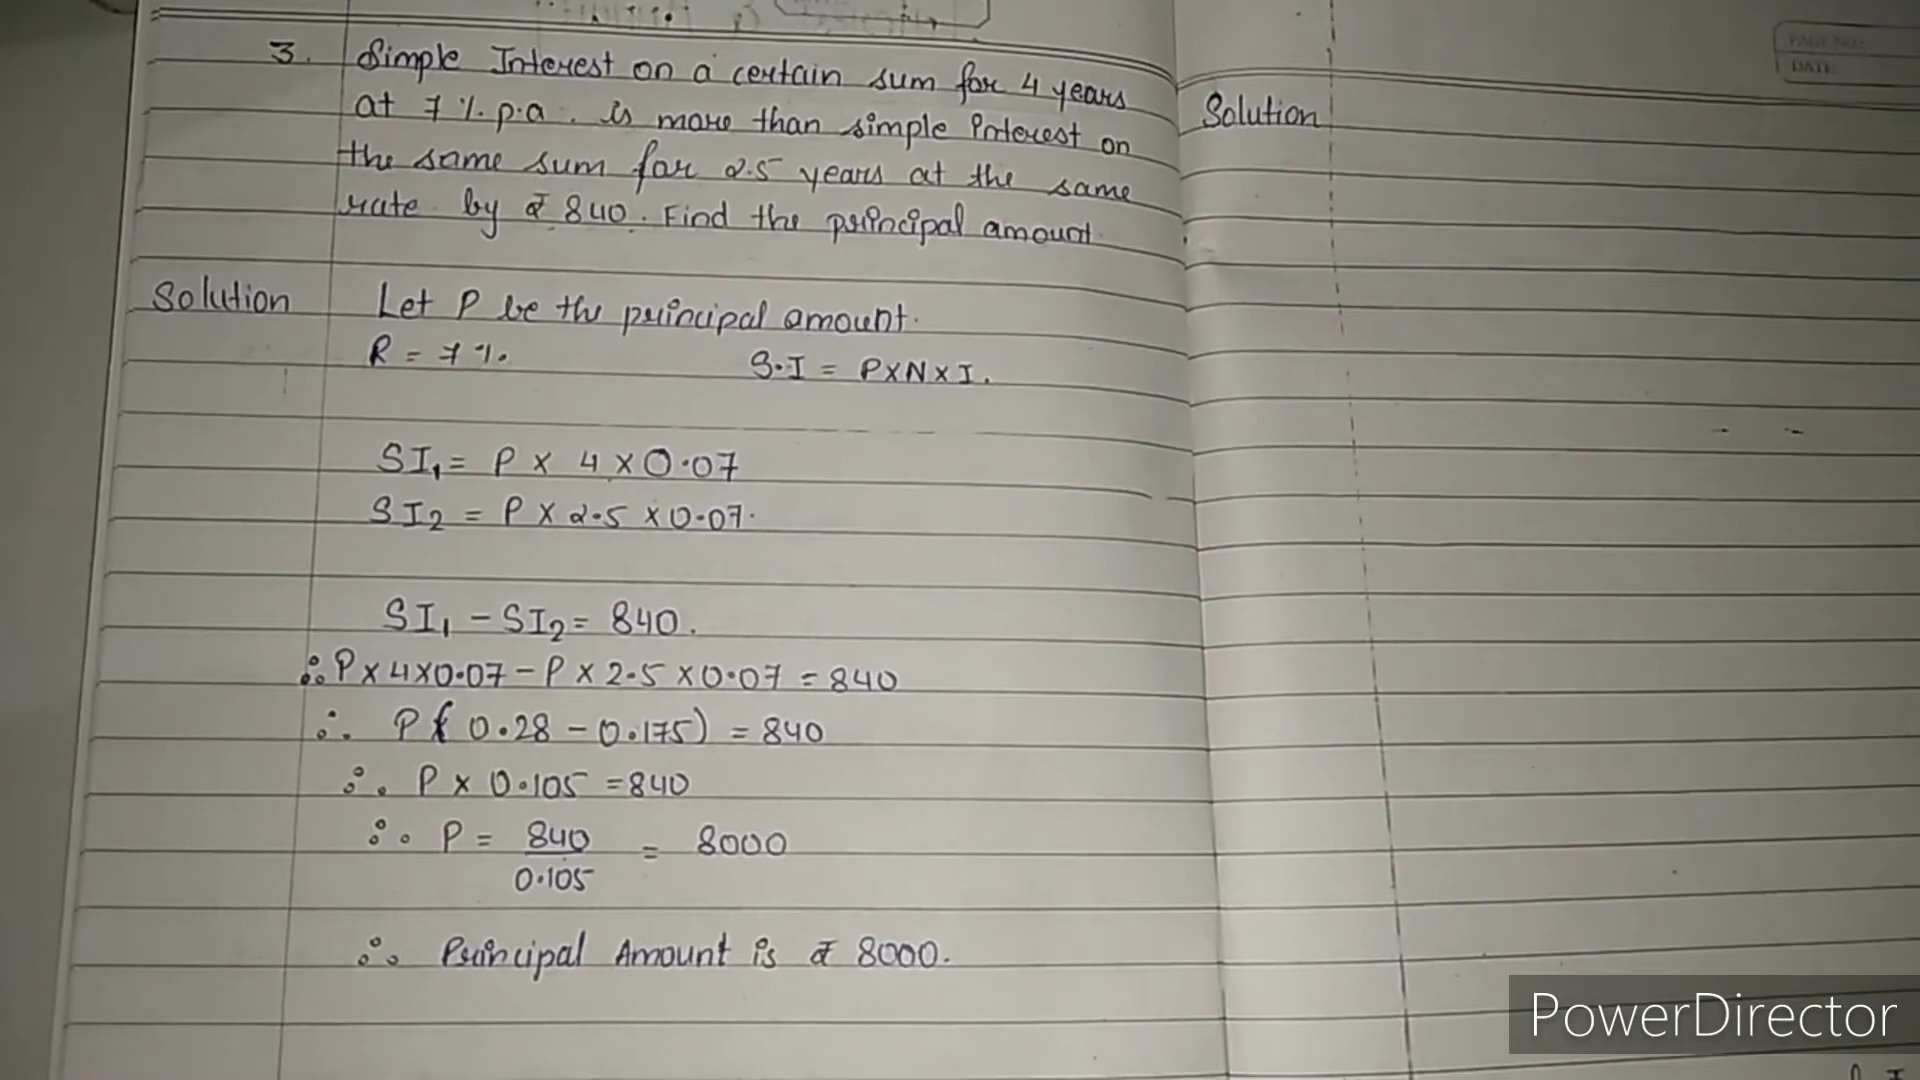 3. Simple Interest on a certain sum for 4 years
at 7 %. p.a. is more than simple interest on
the same sum for 2.5 years at the same
rate by ₹ 840. Find the principal amount.
Solution Let P be the principal amount.
R = 7 %. S.I = P×N×I.
SI₁ = P × 4 × 0.07
SI₂ = P × 2.5 × 0.07.
SI₁ - SI₂ = 840.
∴ P × 4×0.07 - P × 2.5 × 0.07 = 840
∴ P ( 0.28 - 0.175) = 840
∴ P × 0.105 = 840
∴ P = 840/0.105 = 8000
∴ Principal Amount is ₹ 8000.
Solution
PAGE NO.:
DATE:
PowerDirector